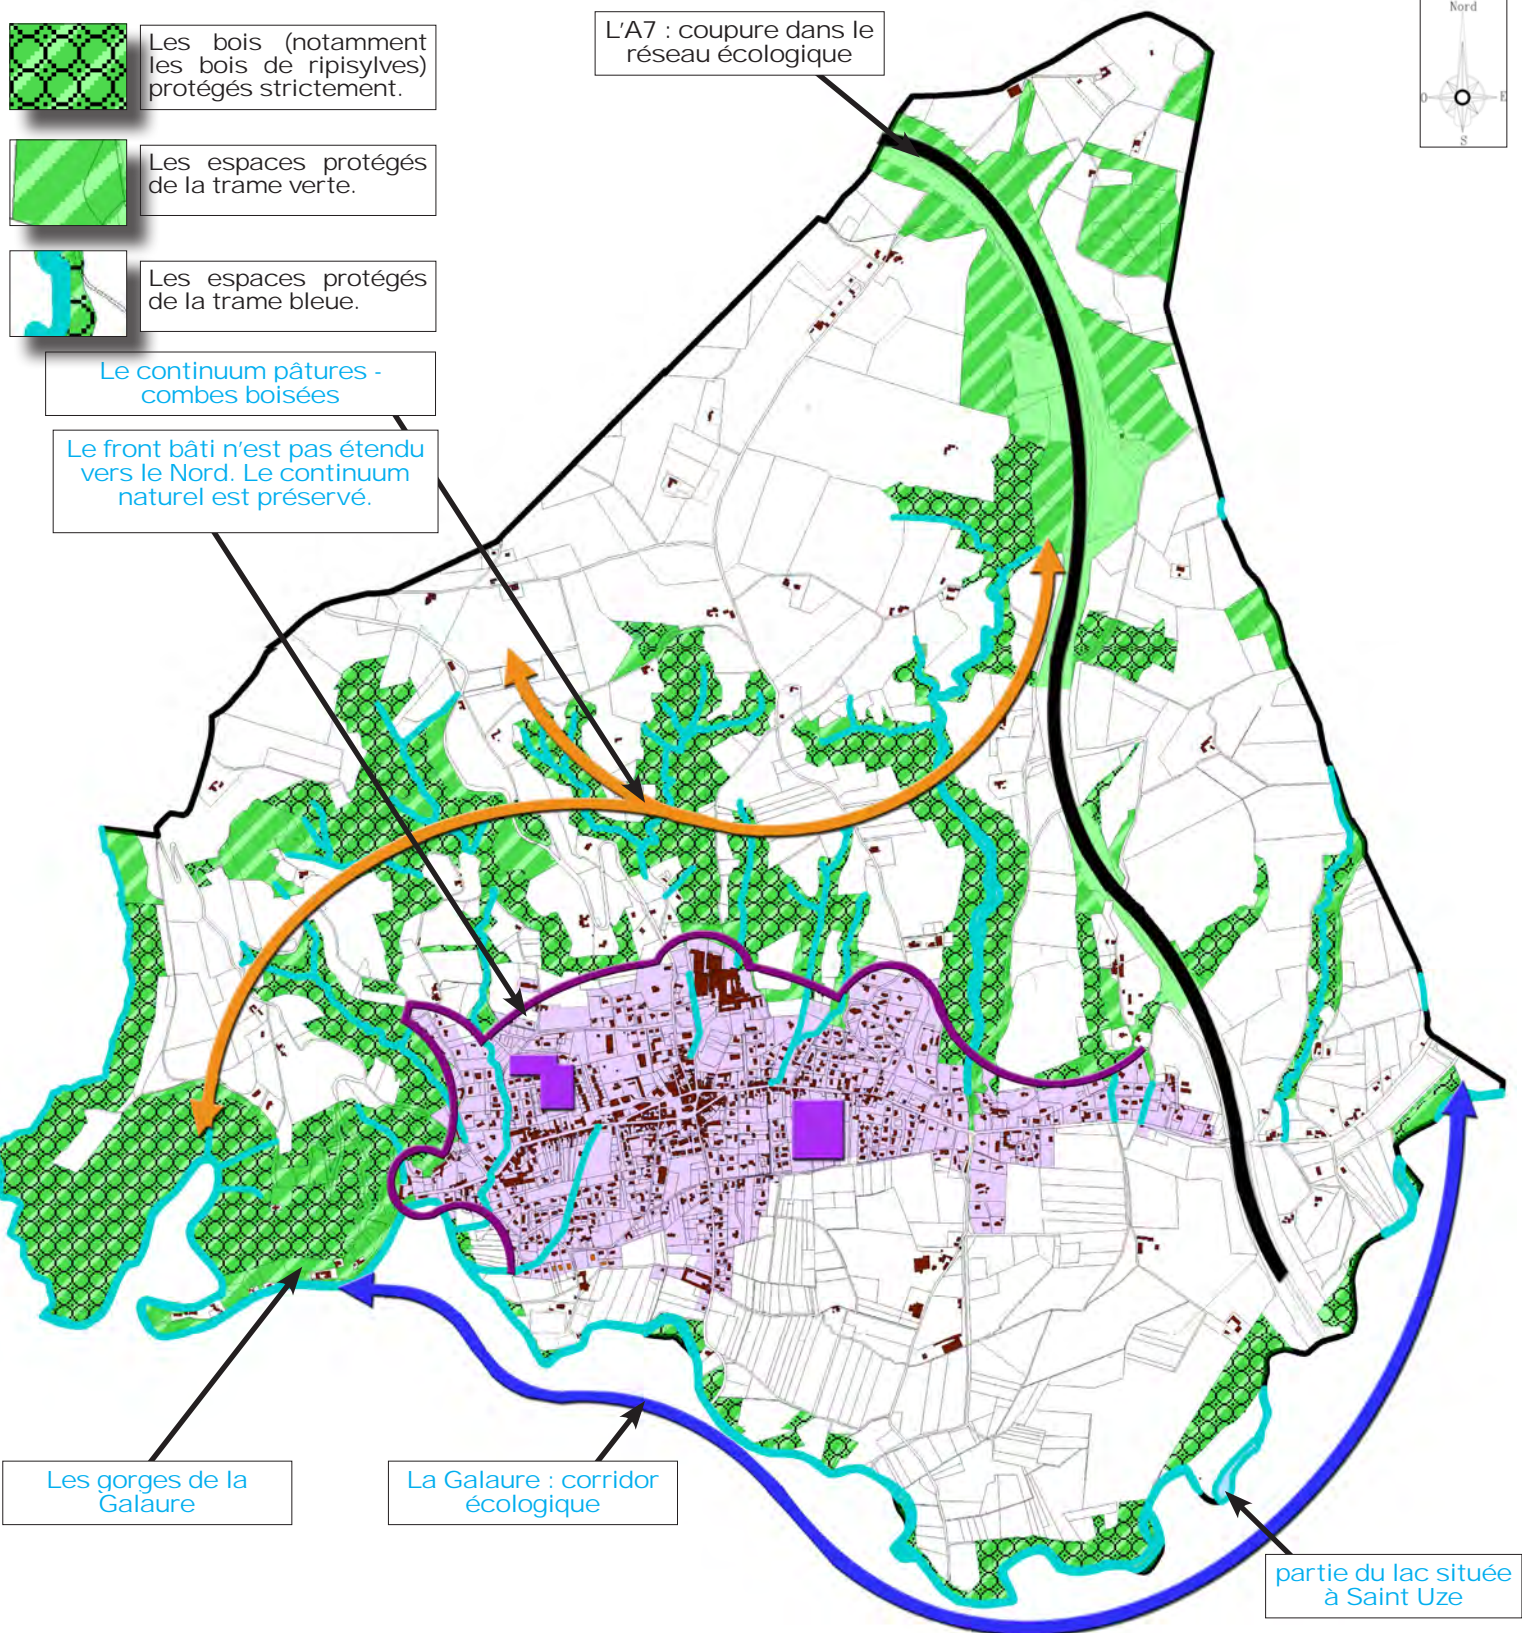 Les bois (notamment
les bois de ripisylves)
protégés strictement.
Les espaces protégés
de la trame verte.
Les espaces protégés
de la trame bleue.
Le continuum pâtures -
combes boisées
Le front bâti n'est pas étendu
vers le Nord. Le continuum
naturel est préservé.
L'A7 : coupure dans le
réseau écologique
Nord
O
E
S
Les gorges de la
Galaure
La Galaure : corridor
écologique
partie du lac située
à Saint Uze